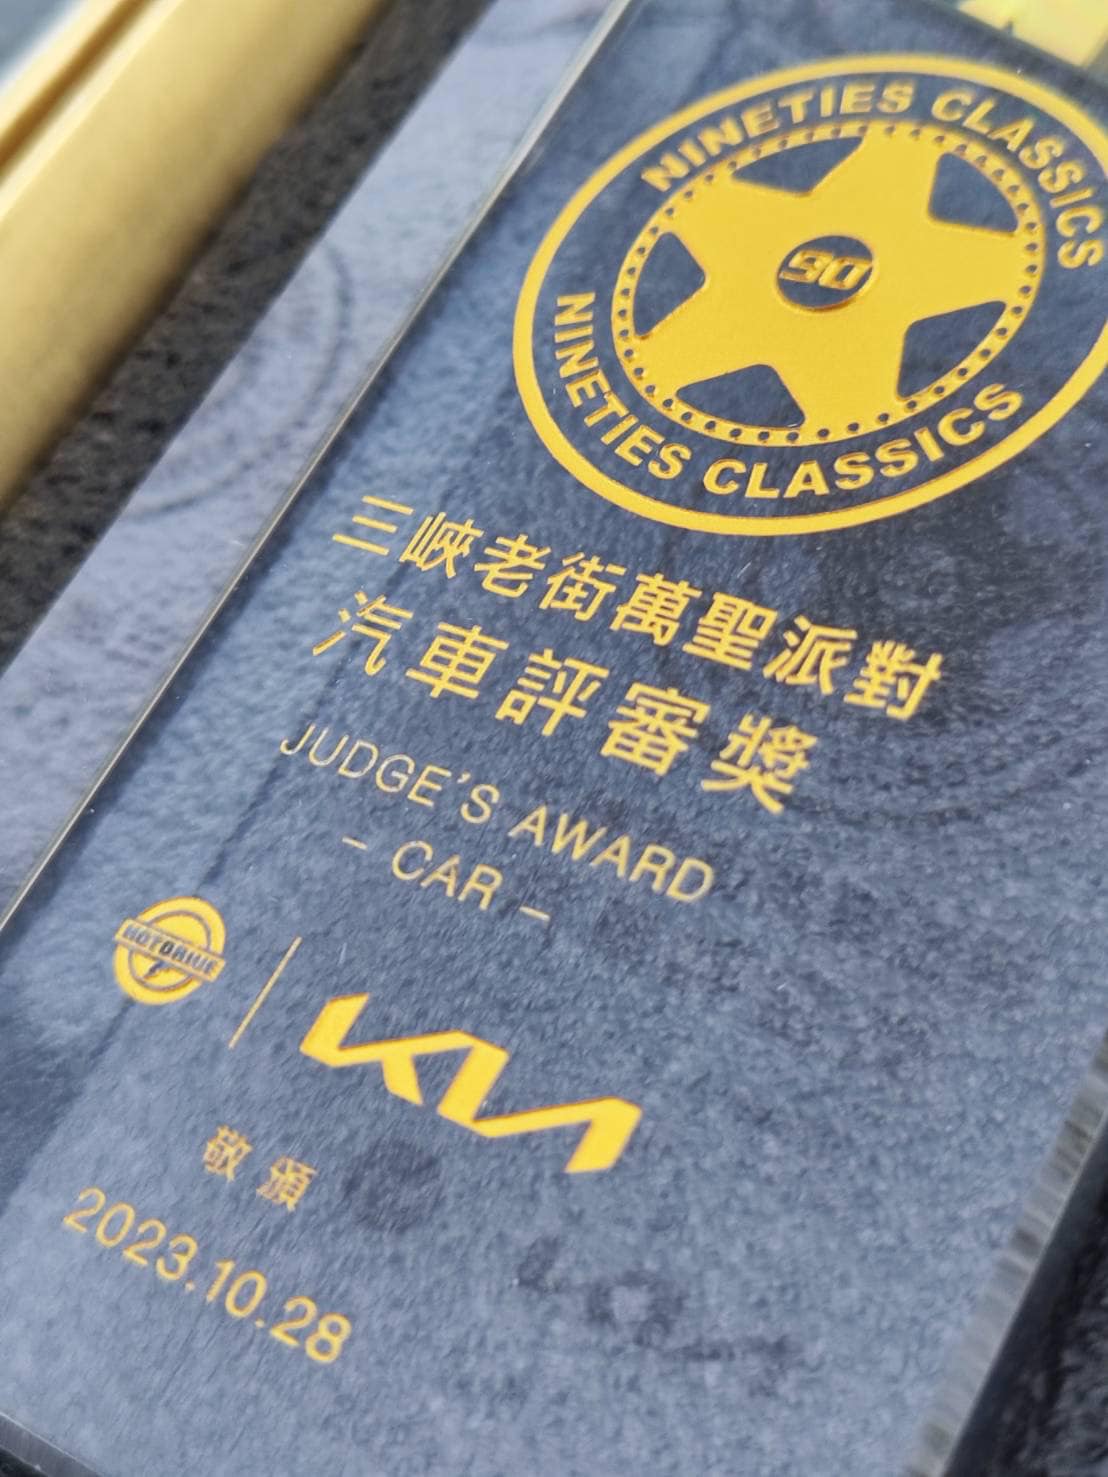 NINETIES CLASSICS
90
NINETIES CLASSICS
三峽老街萬聖派對
汽車評審獎
JUDGE'S AWARD
- CAR -
HOTDRIVE
KIA
敬頒
2023.10.28